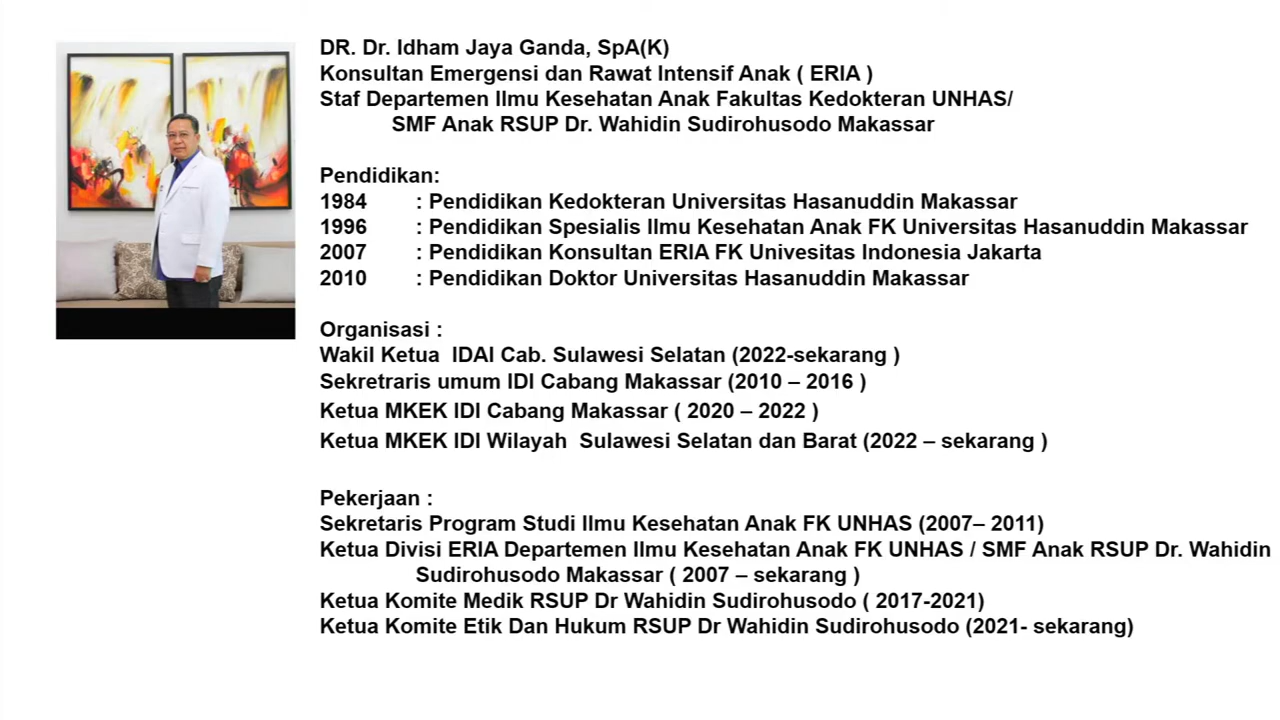 DR. Dr. Idham Jaya Ganda, SpA(K)
Konsultan Emergensi dan Rawat Intensif Anak ( ERIA )
Staf Departemen Ilmu Kesehatan Anak Fakultas Kedokteran UNHAS/
SMF Anak RSUP Dr. Wahidin Sudirohusodo Makassar
Pendidikan:
1984 : Pendidikan Kedokteran Universitas Hasanuddin Makassar
1996 : Pendidikan Spesialis Ilmu Kesehatan Anak FK Universitas Hasanuddin Makassar
2007 : Pendidikan Konsultan ERIA FK Univesitas Indonesia Jakarta
2010 : Pendidikan Doktor Universitas Hasanuddin Makassar
Organisasi :
Wakil Ketua IDAI Cab. Sulawesi Selatan (2022-sekarang )
Sekretraris umum IDI Cabang Makassar (2010 – 2016 )
Ketua MKEK IDI Cabang Makassar ( 2020 – 2022 )
Ketua MKEK IDI Wilayah Sulawesi Selatan dan Barat (2022 – sekarang )
Pekerjaan :
Sekretaris Program Studi Ilmu Kesehatan Anak FK UNHAS (2007– 2011)
Ketua Divisi ERIA Departemen Ilmu Kesehatan Anak FK UNHAS / SMF Anak RSUP Dr. Wahidin
Sudirohusodo Makassar ( 2007 – sekarang )
Ketua Komite Medik RSUP Dr Wahidin Sudirohusodo ( 2017-2021)
Ketua Komite Etik Dan Hukum RSUP Dr Wahidin Sudirohusodo (2021- sekarang)